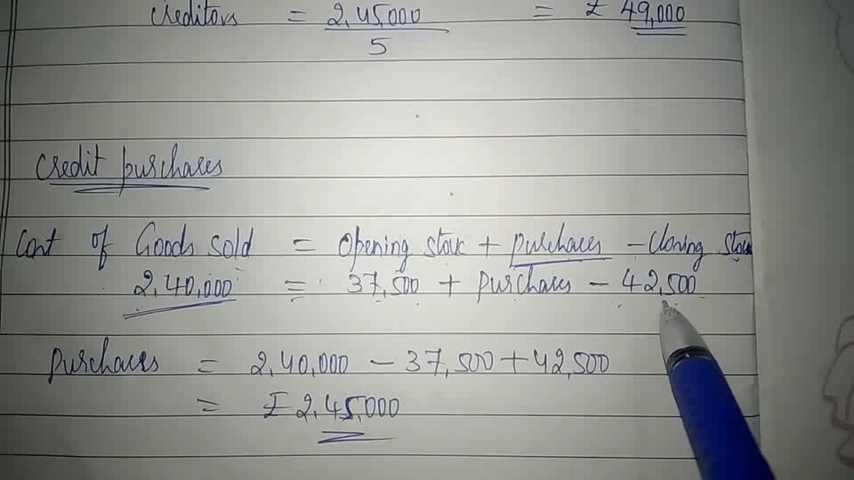 Creditors = 2,45,000 / 5 = ₹ 49,000
Credit purchases
Cost of Goods sold = Opening stock + purchases - Closing stock
2,40,000 = 37,500 + Purchases - 42,500
Purchases = 2,40,000 - 37,500 + 42,500
= ₹ 2,45,000